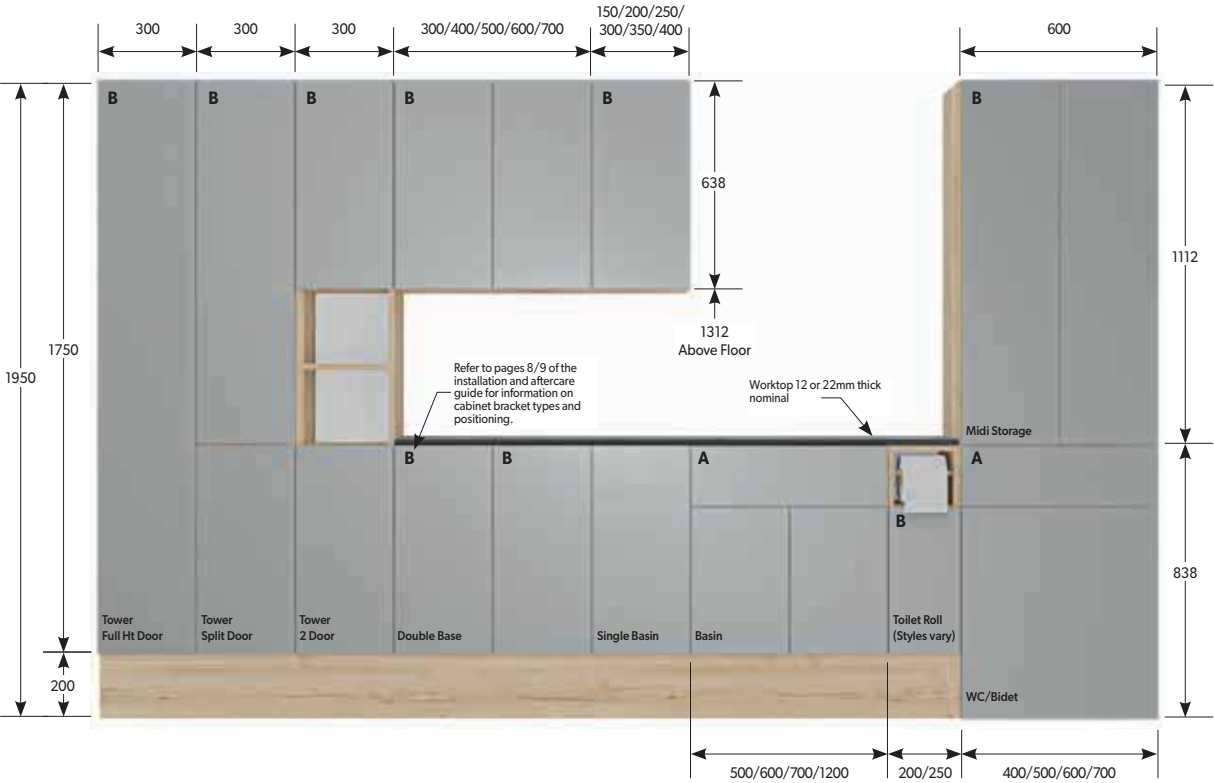 150/200/250/
300
300
300
300/400/500/600/700
300/350/400
600
B
B
B
B
B
B
638
1112
1312
Above Floor
1750
1950
Refer to pages 8/9 of the
installation and aftercare
guide for information on
cabinet bracket types and
positioning.
Worktop 12 or 22mm thick
nominal
Midi Storage
B
B
A
A
B
838
Tower
Full Ht Door
Tower
Split Door
Tower
2 Door
Double Base
Single Basin
Basin
Toilet Roll
(Styles vary)
200
WC/Bidet
500/600/700/1200
200/250
400/500/600/700